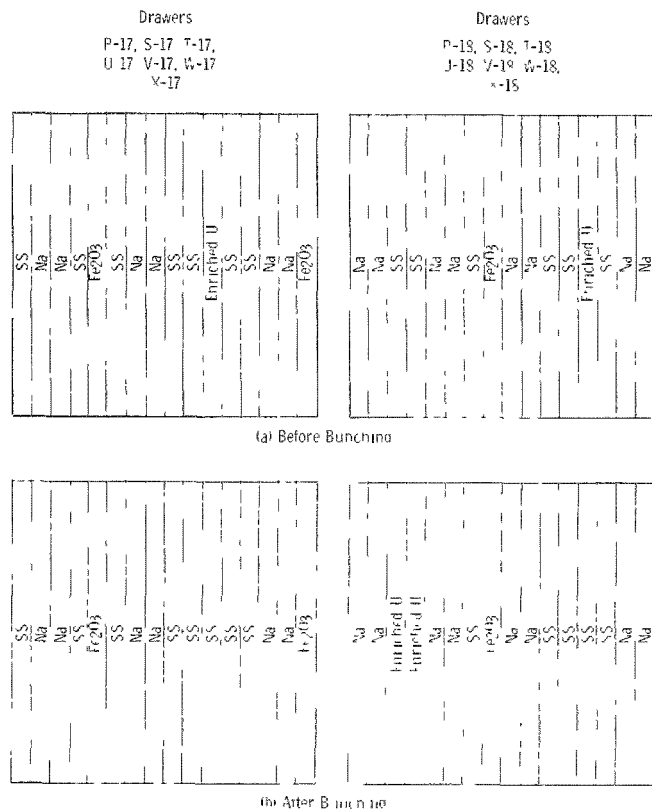 Drawers
P-17, S-17 T-17,
U-17 V-17, W-17
X-17
Drawers
P-18, S-18, T-18
U-18 V-18 W-18,
x-18
SS
Na
Na
SS
Fe2O3
SS
Na
Na
SS
SS
Enriched U
SS
SS
Na
Na
Fe2O3
Na
Na
SS
SS
Na
Na
SS
Fe2O3
Na
Na
SS
SS
Enriched U
SS
Na
Na
(a) Before Bunching
SS
Na
Na
SS
Fe2O3
SS
Na
Na
SS
SS
SS
SS
SS
Na
Na
Fe2O3
Na
Na
Enriched U
Enriched U
Na
Na
SS
Fe2O3
Na
Na
SS
SS
SS
SS
Na
Na
(b) After Bunching